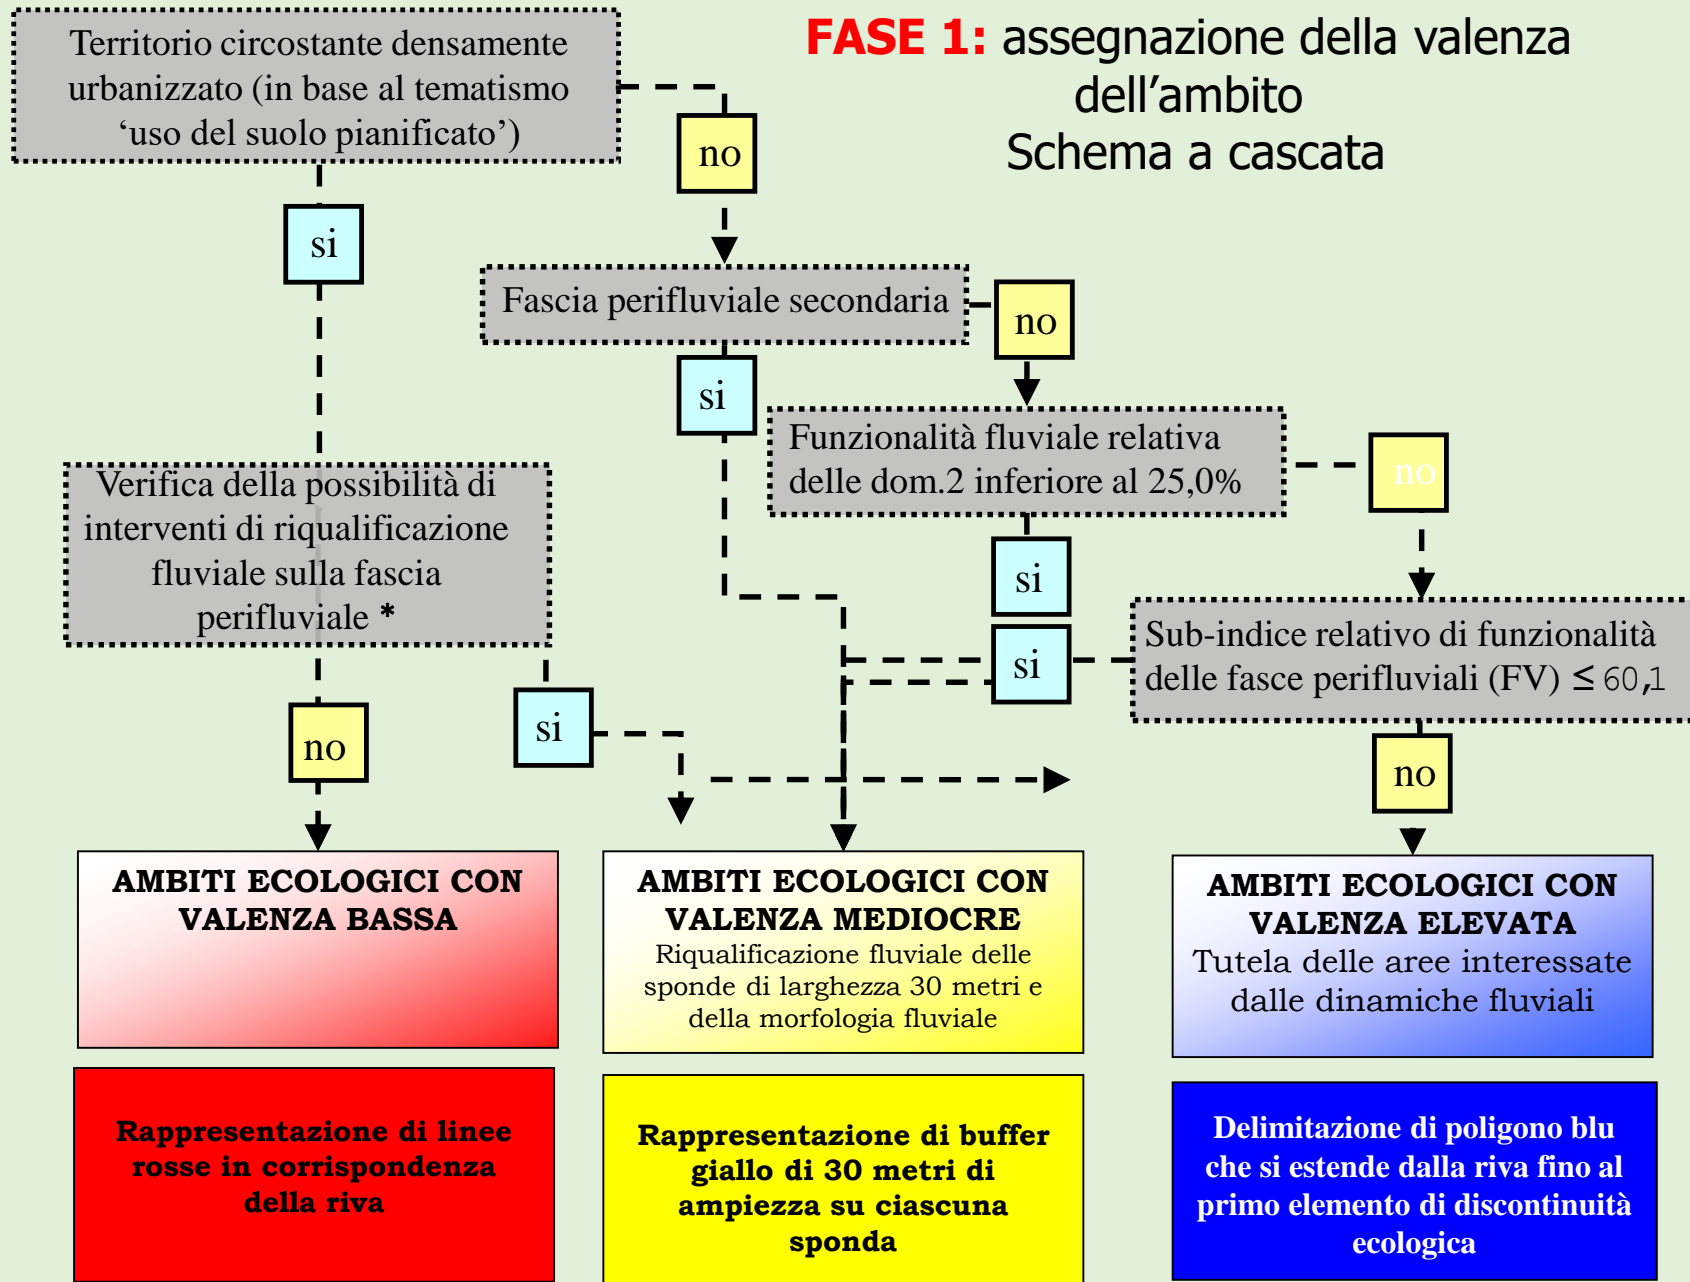 FASE 1: assegnazione della valenza
dell’ambito
Schema a cascata
Territorio circostante densamente
urbanizzato (in base al tematismo
‘uso del suolo pianificato’)
no
si
Fascia perifluviale secondaria
no
si
Funzionalità fluviale relativa
delle dom.2 inferiore al 25,0%
no
si
Verifica della possibilità di
interventi di riqualificazione
fluviale sulla fascia
perifluviale *
Sub-indice relativo di funzionalità
delle fasce perifluviali (FV) ≤ 60,1
si
no
si
no
AMBITI ECOLOGICI CON
VALENZA BASSA
AMBITI ECOLOGICI CON
VALENZA MEDIOCRE
Riqualificazione fluviale delle
sponde di larghezza 30 metri e
della morfologia fluviale
AMBITI ECOLOGICI CON
VALENZA ELEVATA
Tutela delle aree interessate
dalle dinamiche fluviali
Rappresentazione di linee
rosse in corrispondenza
della riva
Rappresentazione di buffer
giallo di 30 metri di
ampiezza su ciascuna
sponda
Delimitazione di poligono blu
che si estende dalla riva fino al
primo elemento di discontinuità
ecologica